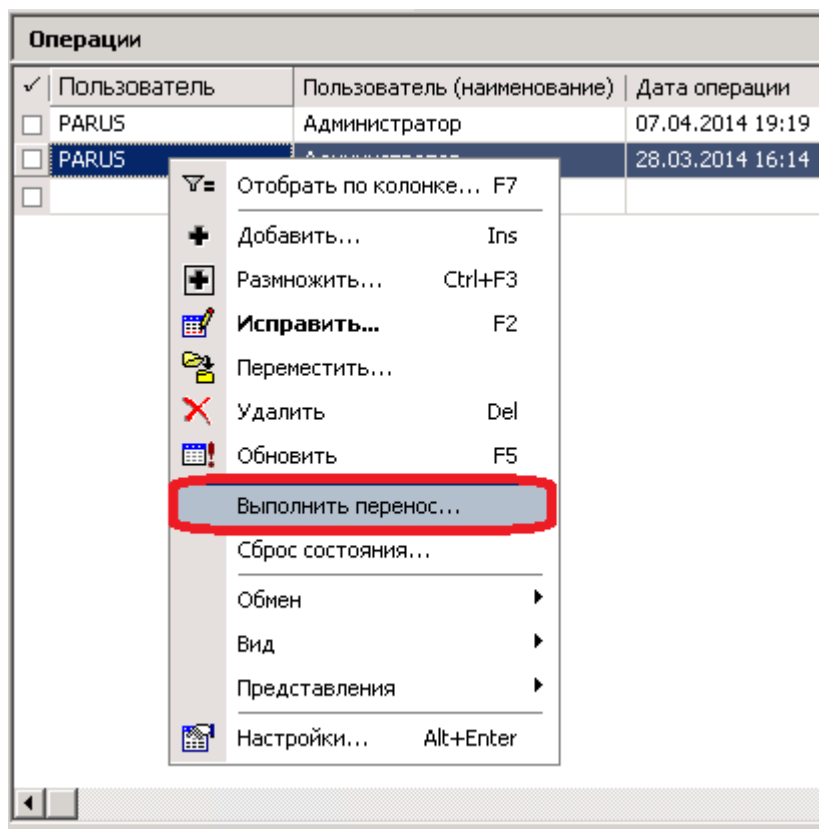 Операции
Пользователь Пользователь (наименование) Дата операции
PARUS Администратор 07.04.2014 19:19
PARUS 28.03.2014 16:14
Отобрать по колонке... F7
Добавить... Ins
Размножить... Ctrl+F3
Исправить... F2
Переместить...
Удалить Del
Обновить F5
Выполнить перенос...
Сброс состояния...
Обмен
Вид
Представления
Настройки... Alt+Enter